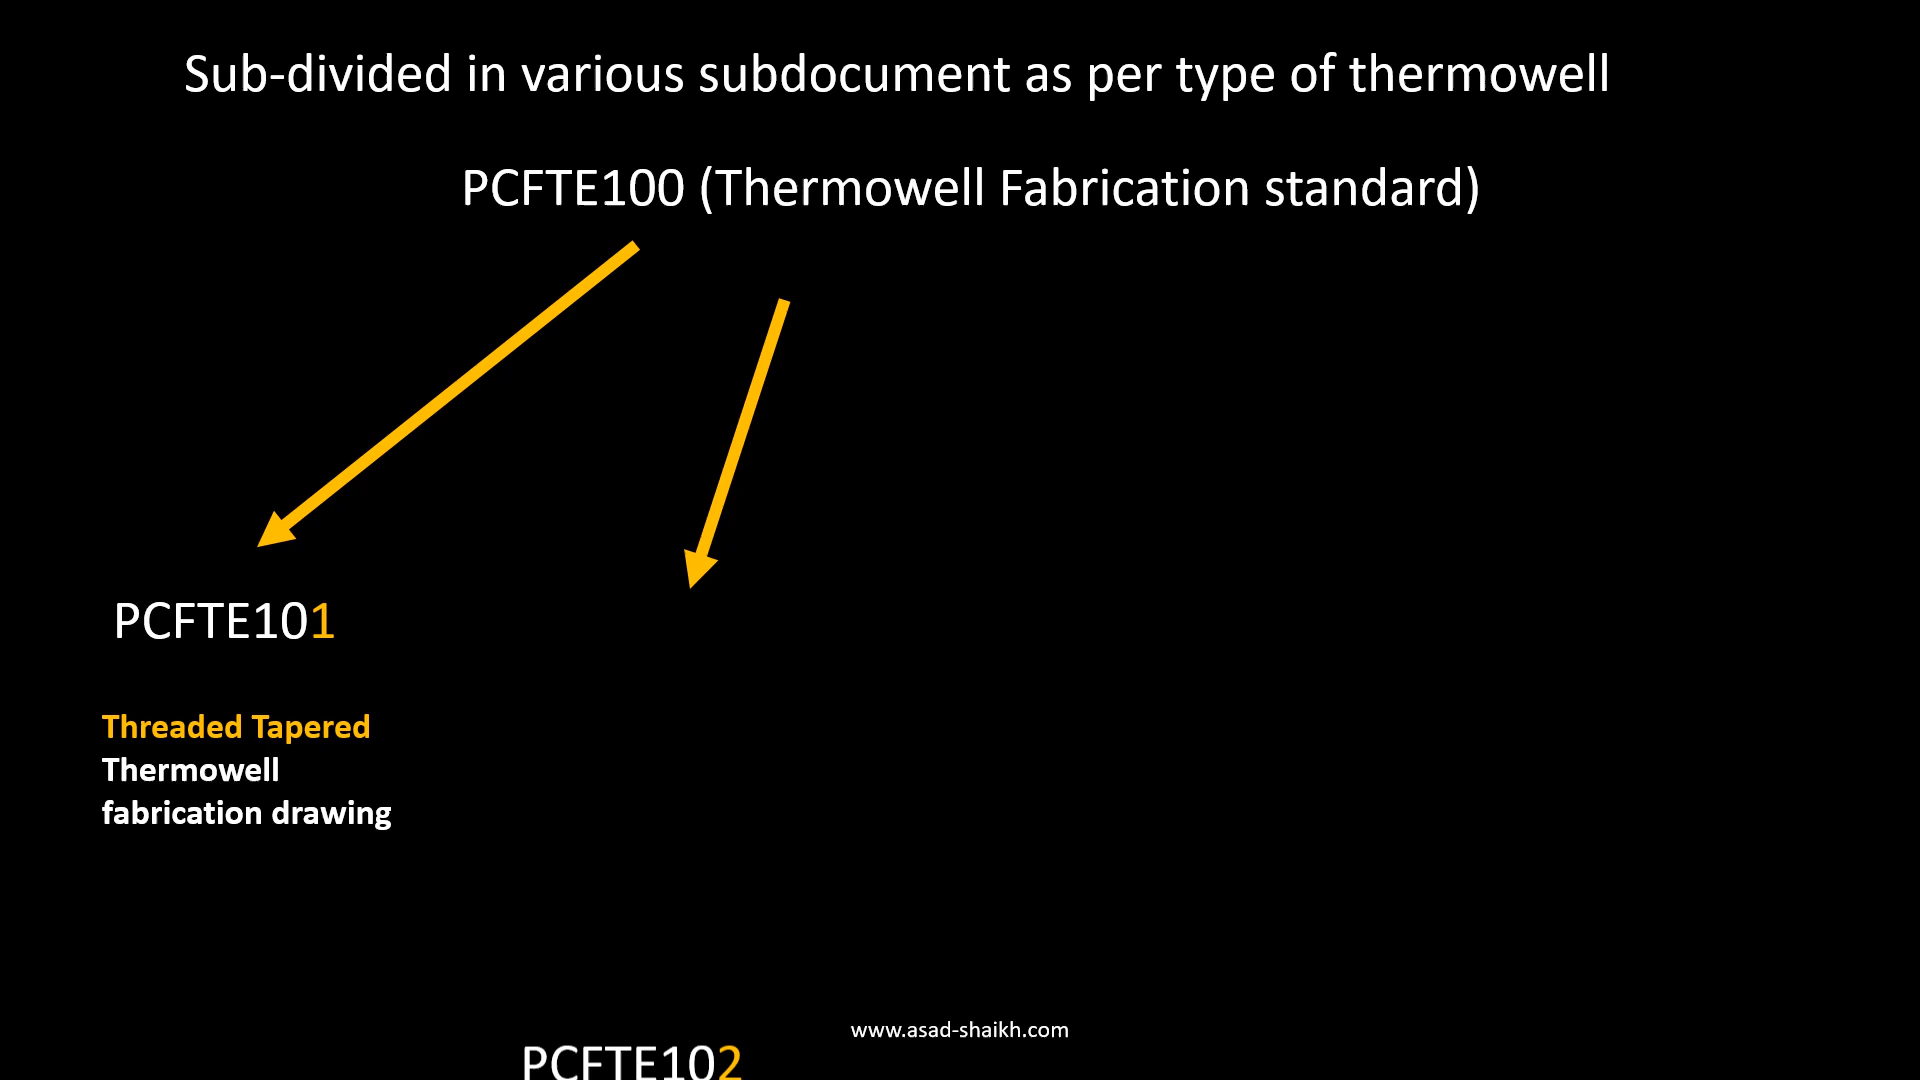 Sub-divided in various subdocument as per type of thermowell
PCFTE100 (Thermowell Fabrication standard)
PCFTE101
Threaded Tapered
Thermowell
fabrication drawing
www.asad-shaikh.com
PCFTE102